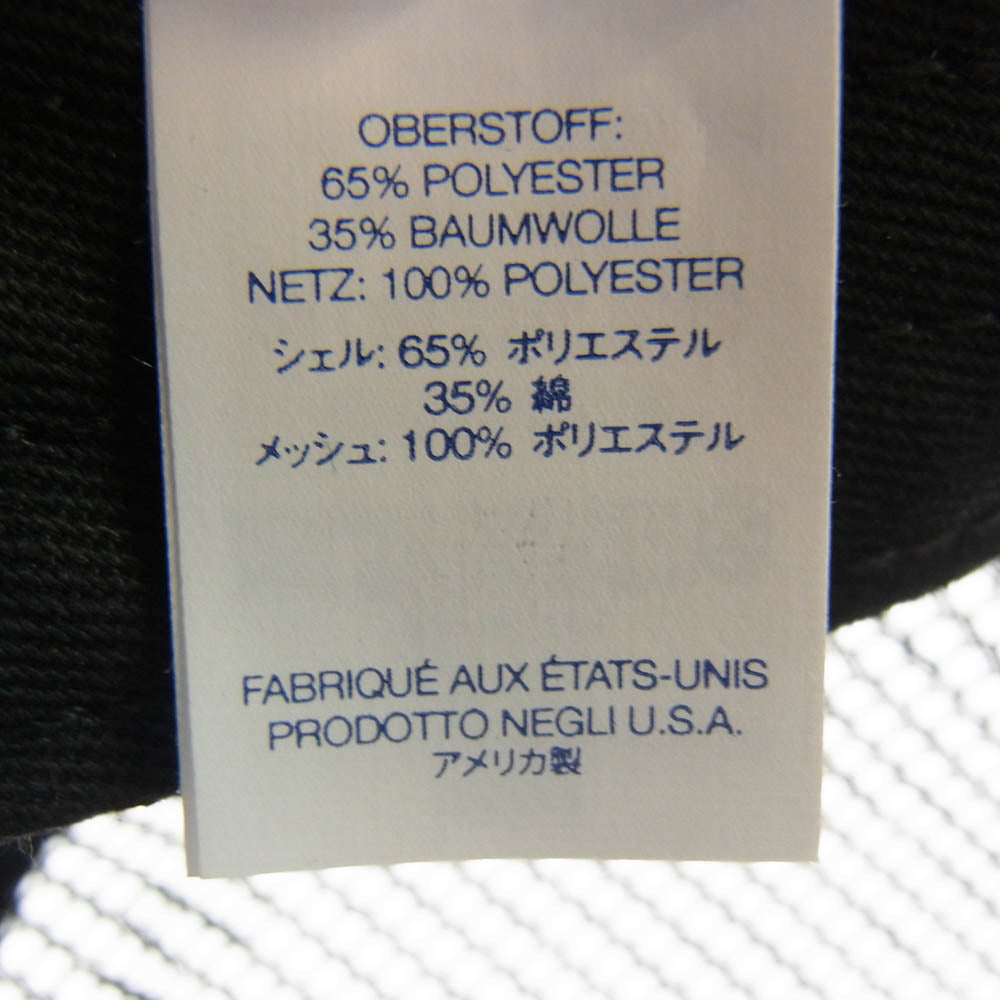 OBERSTOFF:
65% POLYESTER
35% BAUMWOLLE
NETZ: 100% POLYESTER
シェル: 65% ポリエステル
35% 綿
メッシュ: 100% ポリエステル
FABRIQUÉ AUX ÉTATS-UNIS
PRODOTTO NEGLI U.S.A.
アメリカ製